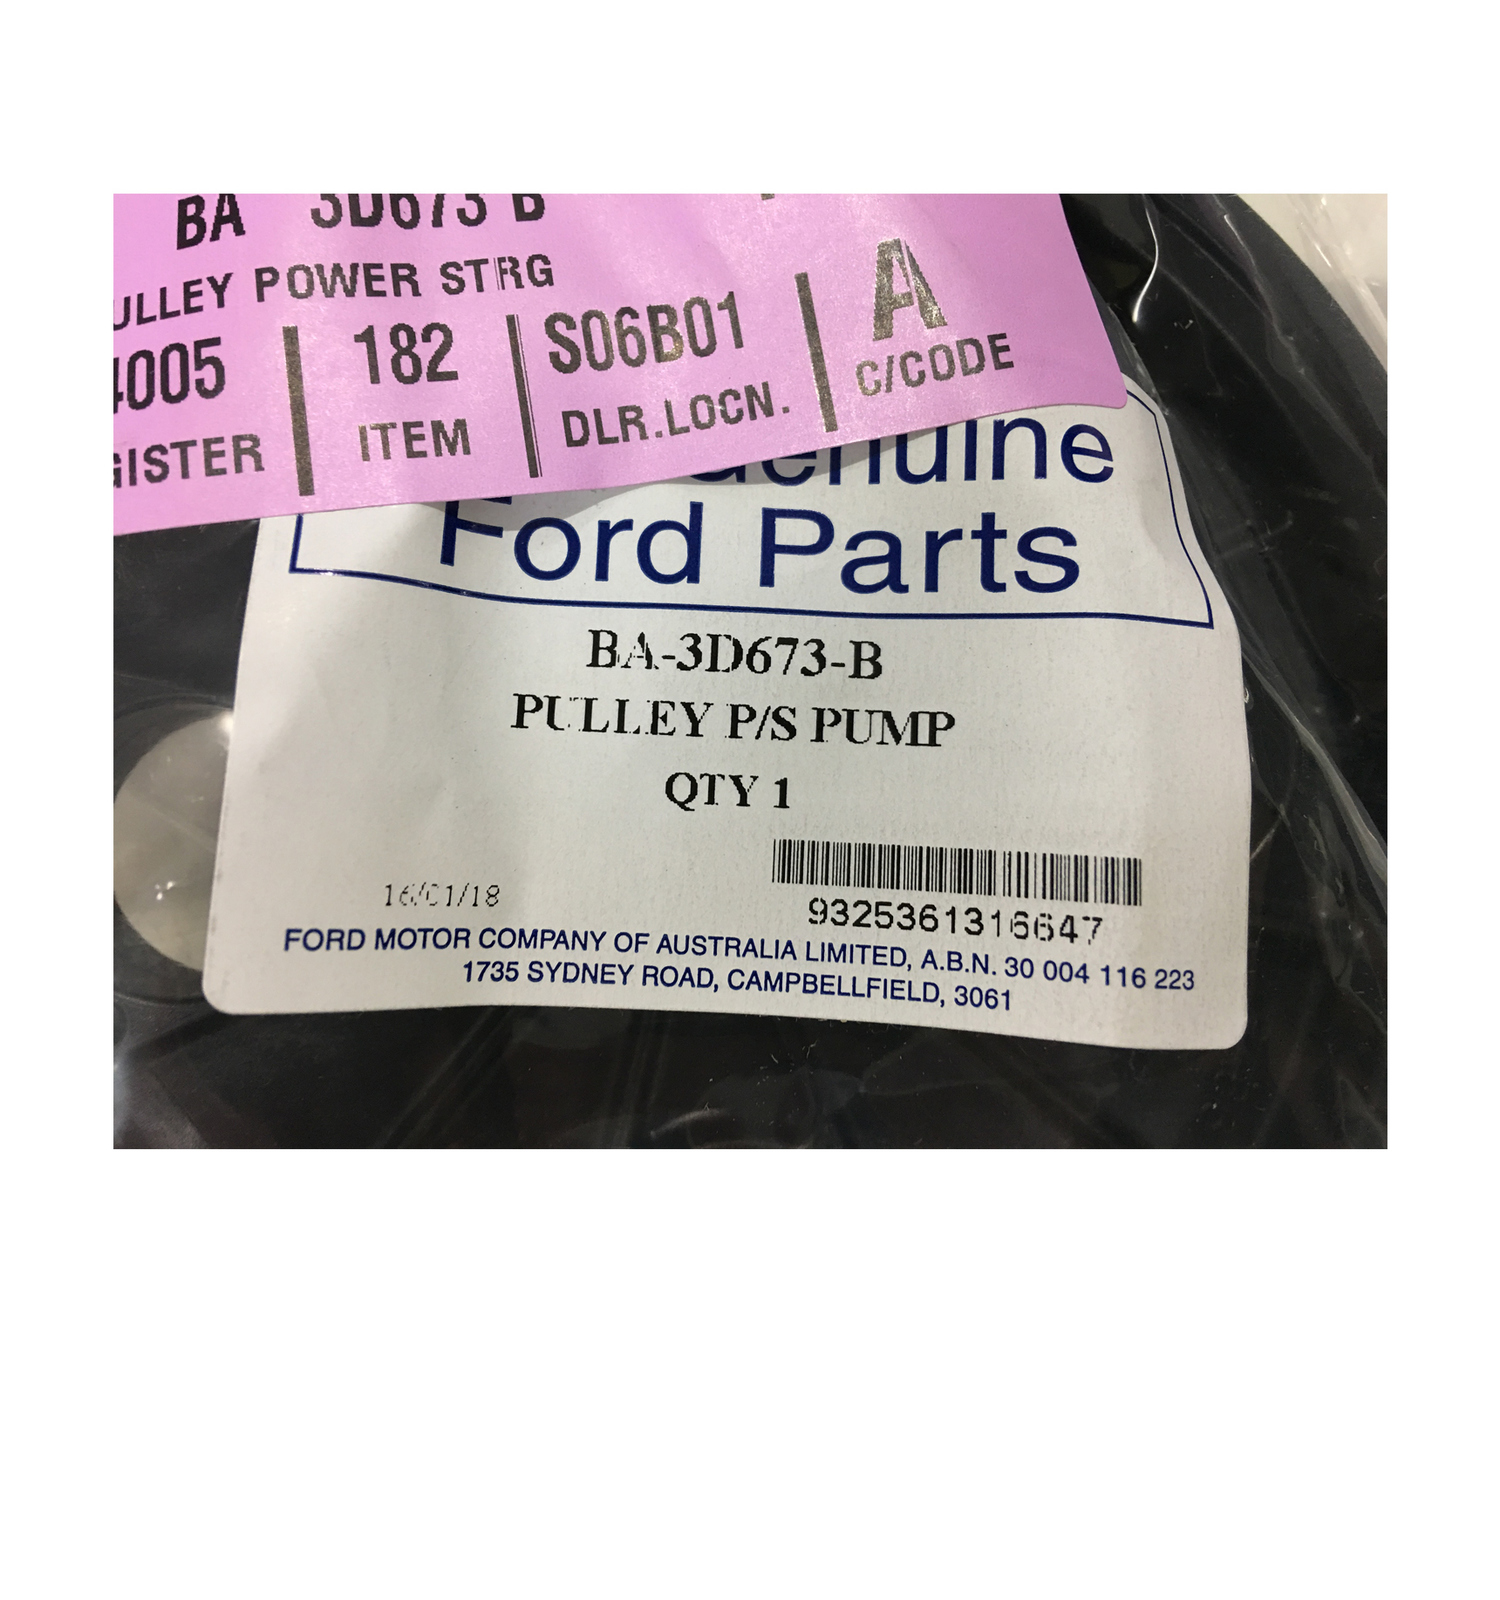 BA 3D673 B
ULLEY POWER STRG
4005 182 S06B01 A
GISTER ITEM DLR.LOCN. C/CODE
Genuine
Ford Parts
BA-3D673-B
PULLEY P/S PUMP
QTY 1
16/01/18
9325361316647
FORD MOTOR COMPANY OF AUSTRALIA LIMITED, A.B.N. 30 004 116 223
1735 SYDNEY ROAD, CAMPBELLFIELD, 3061